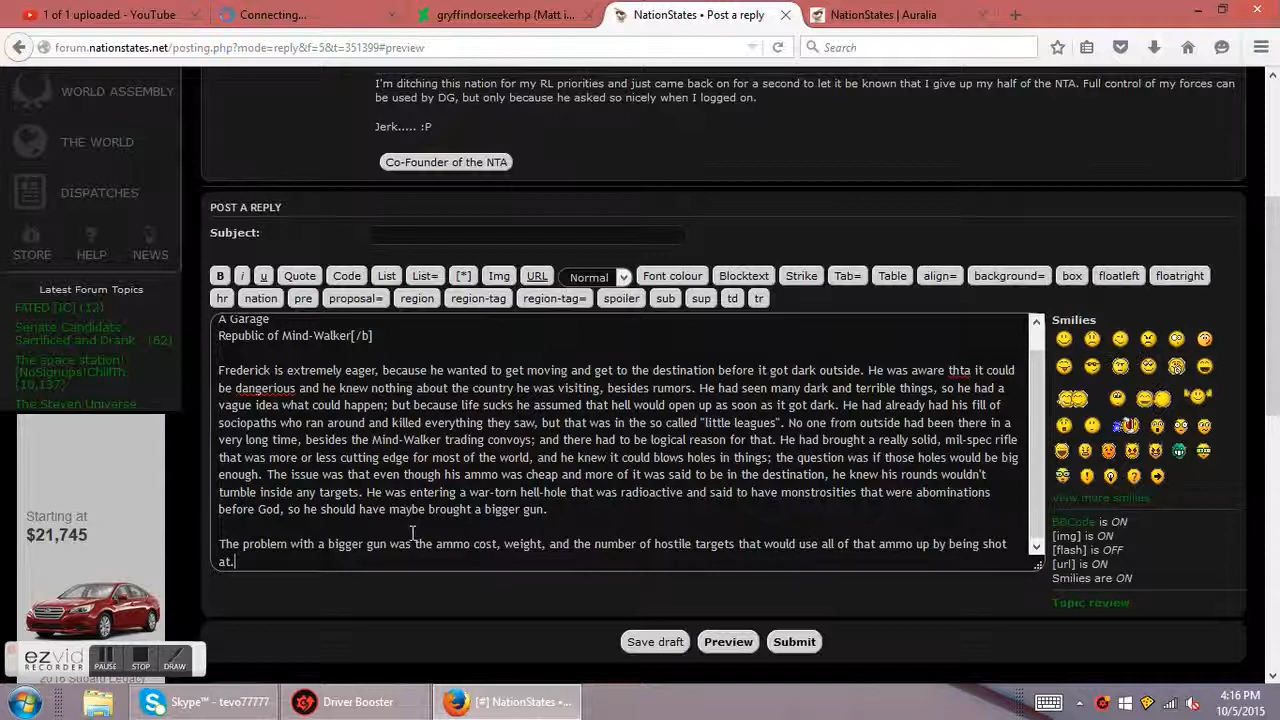 1 of 1 uploaded - YouTube
Connecting...
gryffindorseekerhp (Matt i...
NationStates • Post a reply
NationStates | Auralia
forum.nationstates.net/posting.php?mode=reply&f=5&t=351399#preview
Search
WORLD ASSEMBLY
THE WORLD
DISPATCHES
STORE
HELP
NEWS
Latest Forum Topics
FATED [IC] (12)
Senate Candidate
Sacrificed and Drank (62)
The space station!
[NoSignups!ChillTh
(10,137)
The Steven Universe
Starting at
$21,745
2016 Subaru Legacy
ezvid
RECORDER
PAUSE
STOP
DRAW
I'm ditching this nation for my RL priorities and just came back on for a second to let it be known that I give up my half of the NTA. Full control of my forces can
be used by DG, but only because he asked so nicely when I logged on.
Jerk..... :P
Co-Founder of the NTA
POST A REPLY
Subject:
B
i
u
Quote
Code
List
List=
[*]
Img
URL
Normal
Font colour
Blocktext
Strike
Tab=
Table
align=
background=
box
floatleft
floatright
hr
nation
pre
proposal=
region
region-tag
region-tag=
spoiler
sub
sup
td
tr
A Garage
Republic of Mind-Walker[/b]
Frederick is extremely eager, because he wanted to get moving and get to the destination before it got dark outside. He was aware thta it could
be dangerious and he knew nothing about the country he was visiting, besides rumors. He had seen many dark and terrible things, so he had a
vague idea what could happen; but because life sucks he assumed that hell would open up as soon as it got dark. He had already had his fill of
sociopaths who ran around and killed everything they saw, but that was in the so called "little leagues". No one from outside had been there in a
very long time, besides the Mind-Walker trading convoys; and there had to be logical reason for that. He had brought a really solid, mil-spec rifle
that was more or less cutting edge for most of the world, and he knew it could blows holes in things; the question was if those holes would be big
enough. The issue was that even though his ammo was cheap and more of it was said to be in the destination, he knew his rounds wouldn't
tumble inside any targets. He was entering a war-torn hell-hole that was radioactive and said to have monstrosities that were abominations
before God, so he should have maybe brought a bigger gun.
The problem with a bigger gun was the ammo cost, weight, and the number of hostile targets that would use all of that ammo up by being shot
at.
Smilies
View more smilies
BBCode is ON
[img] is ON
[flash] is OFF
[url] is ON
Smilies are ON
Topic review
Save draft
Preview
Submit
Skype™ - tevo77777
Driver Booster
[#] NationStates •...
4:16 PM
10/5/2015